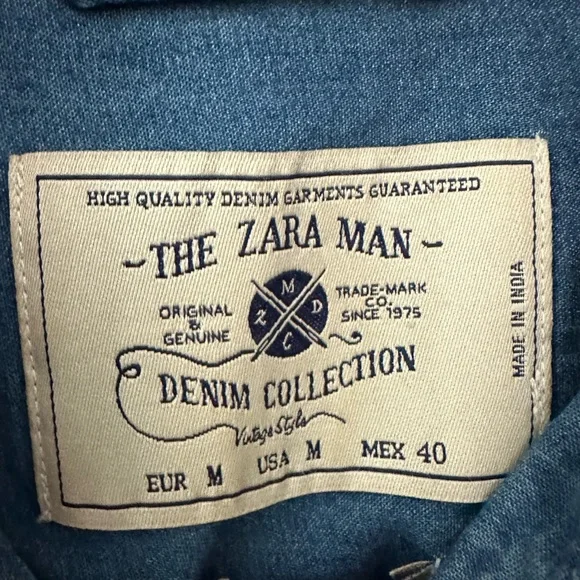 HIGH QUALITY DENIM GARMENTS GUARANTEED
-THE ZARA MAN-
ORIGINAL
&
GENUINE
M
Z D
C
TRADE-MARK
CO.
SINCE 1975
DENIM COLLECTION
Vintage Style
EUR M USA M MEX 40
MADE IN INDIA